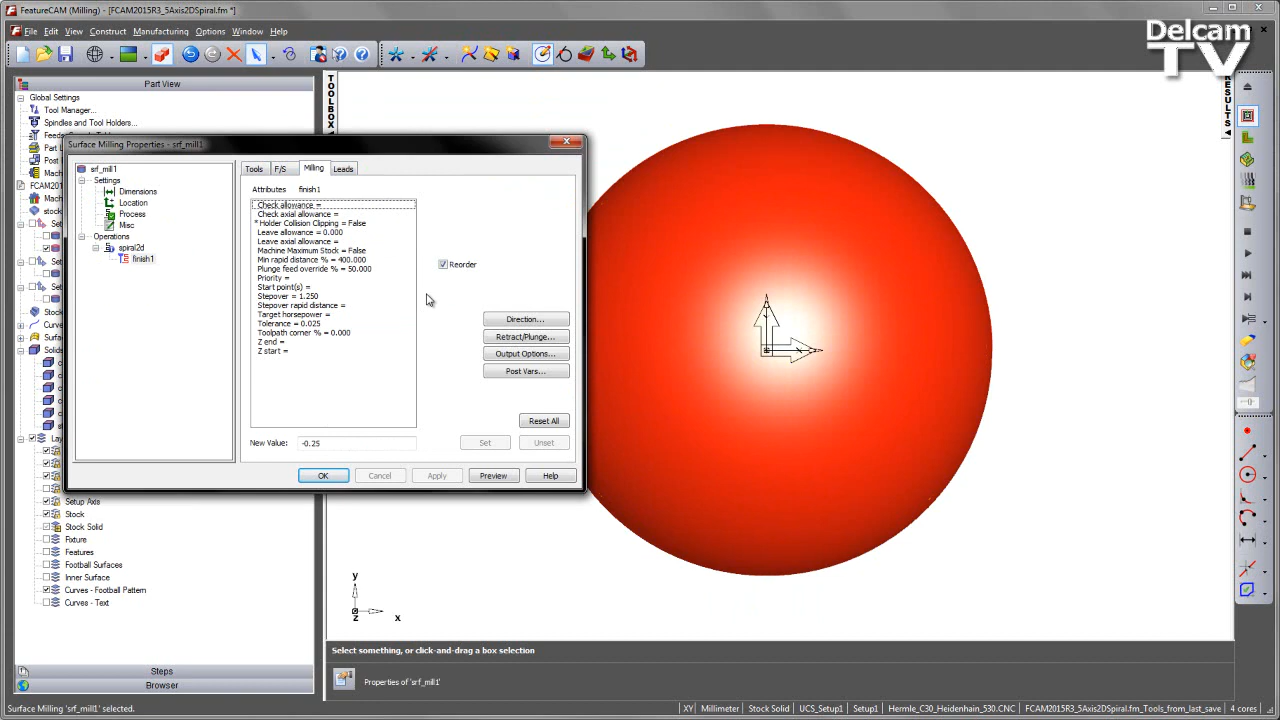 FeatureCAM (Milling) - [FCAM2015R3_5Axis2DSpiral.fm *]
File Edit View Construct Manufacturing Options Window Help
Delcam
TV
Part View
Global Settings
Tool Manager...
Spindles and Tool Holders...
TOOLBOX
RESULTS
Surface Milling Properties - srf_mill1
srf_mill1
Settings
Dimensions
Location
Process
Misc
Operations
spiral2d
finish1
Tools F/S Milling Leads
Attributes finish1
Check allowance =
Check axial allowance =
* Holder Collision Clipping = False
Leave allowance = 0.000
Leave axial allowance =
Machine Maximum Stock = False
Min rapid distance % = 400.000
Plunge feed override % = 50.000
Priority =
Start point(s) =
Stepover = 1.250
Stepover rapid distance =
Target horsepower =
Tolerance = 0.025
Toolpath corner % = 0.000
Z end =
Z start =
Reorder
Direction...
Retract/Plunge...
Output Options...
Post Vars...
Reset All
New Value: -0.25 Set Unset
OK Cancel Apply Preview Help
Setup Axis
Stock
Stock Solid
Fixture
Features
Feed Boundaries
Inner Surface
Curves - Football Pattern
Curves - Text
y
z x
Steps
Browser
Select something, or click-and-drag a box selection
Properties of 'srf_mill1'
Surface Milling 'srf_mill1' selected. XY Millimeter Stock Solid UCS_Setup1 Setup1 Hermle_C30_Heidenhain_530.CNC FCAM2015R3_5Axis2DSpiral.fm_Tools_from_last_save 4 cores